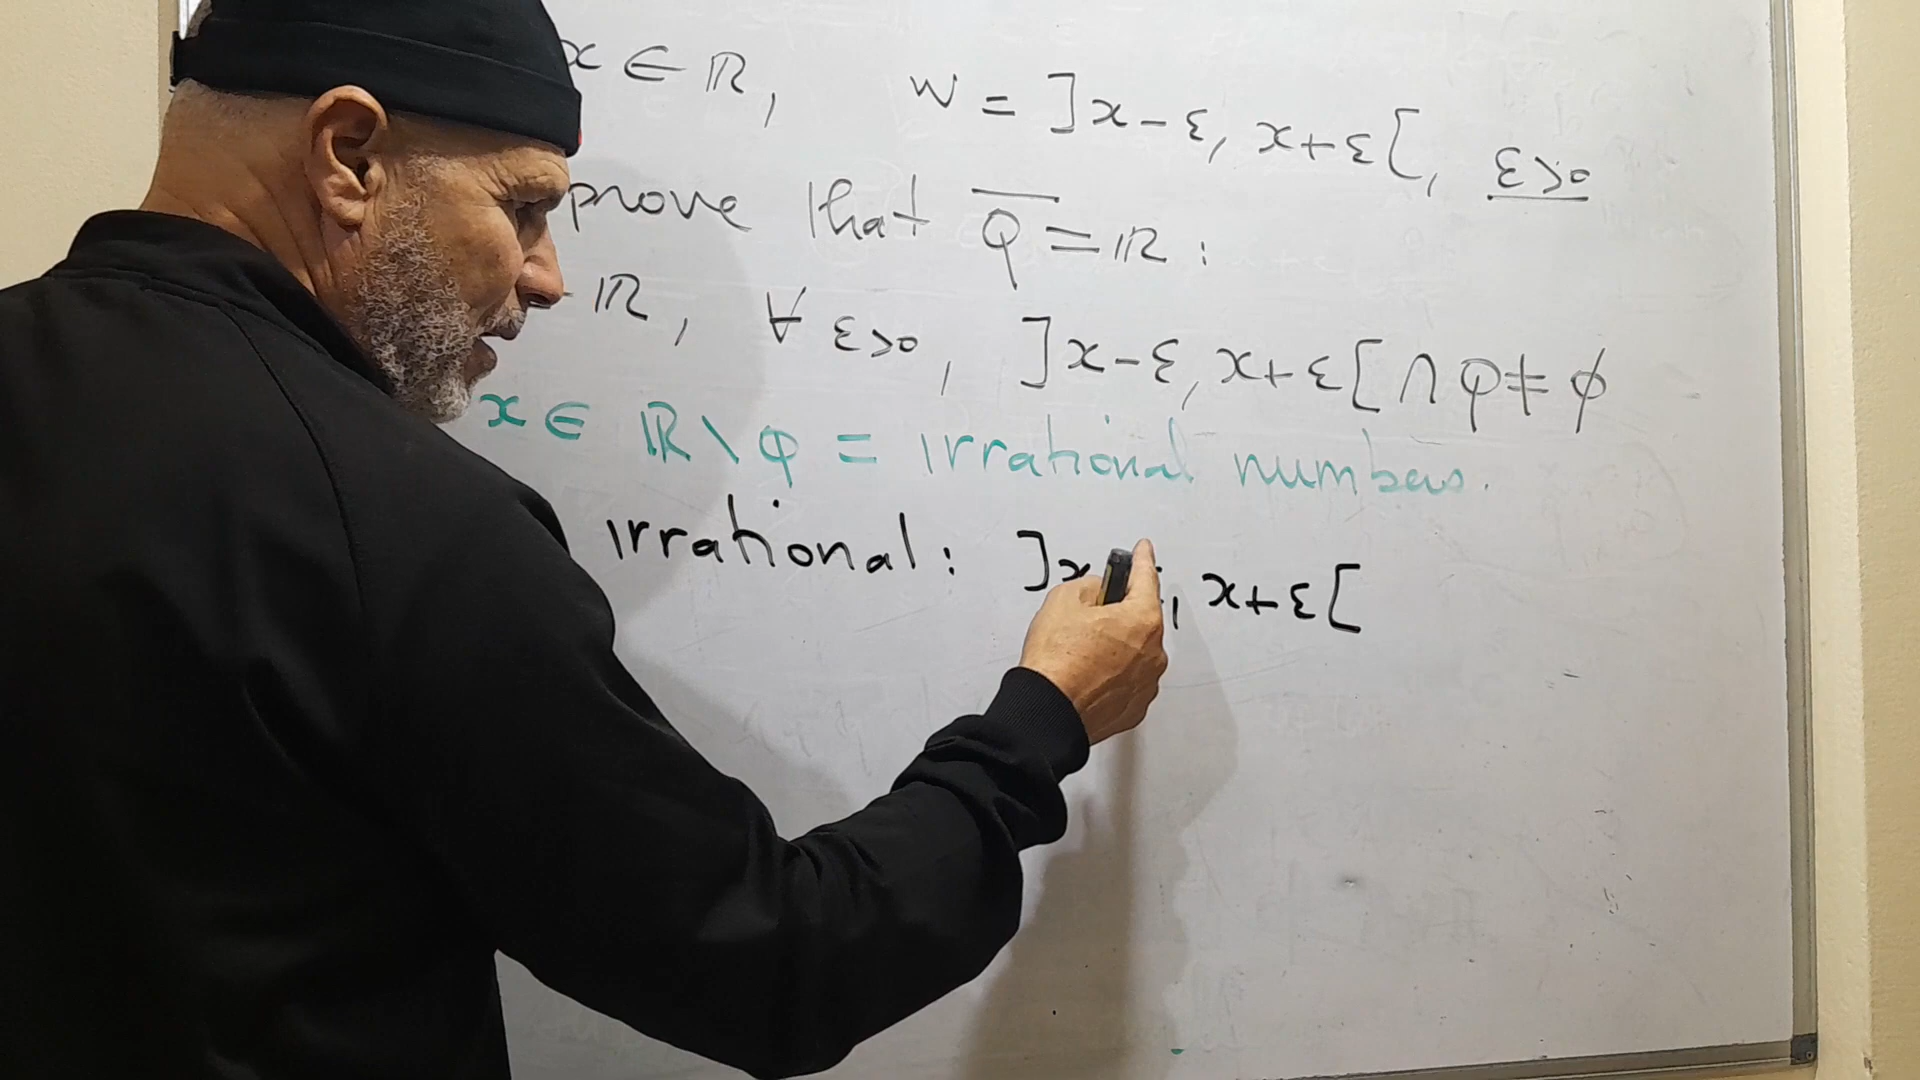 x ∈ ℝ, W = ]x-ε, x+ε[, ε>0
prove that Q̅ = ℝ :
ℝ, ∀ ε>0, ]x-ε, x+ε[ ∩ Q ≠ ϕ
x ∈ ℝ \ Q = irrational numbers.
irrational : ]x , x+ε[